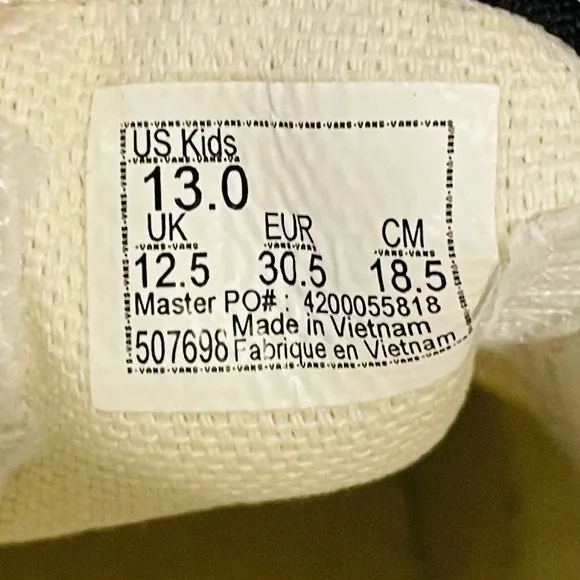 US Kids
13.0
UK EUR CM
12.5 30.5 18.5
Master PO# : 4200055818
Made in Vietnam
507698 Fabrique en Vietnam